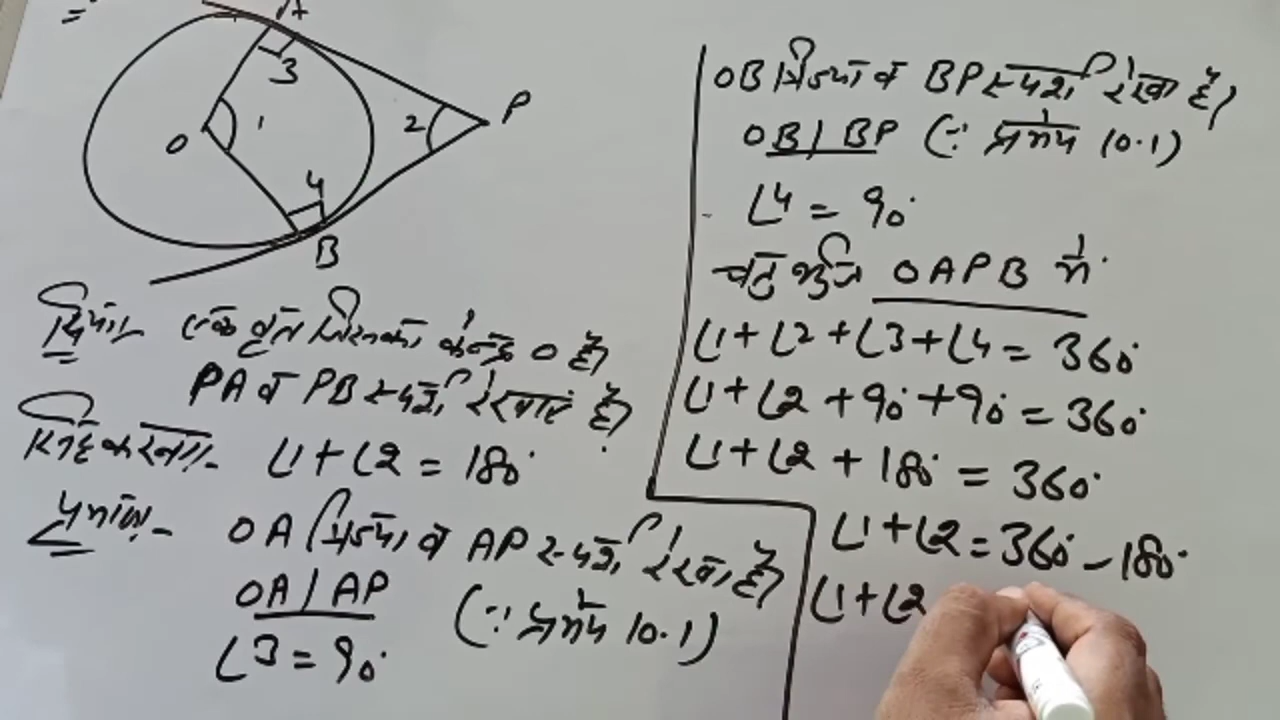 A
3
O
1
2
P
4
B
दिया:- एक वृत जिसका केन्द्र O है।
PA व PB स्पर्श रेखाएं है।
सिद्ध करना:- ∠1 + ∠2 = 180°
प्रमाण:- OA त्रिज्या व AP स्पर्श रेखा है।
OA ⊥ AP (∵ प्रमेय 10.1)
∠3 = 90°
OB त्रिज्या व BP स्पर्श रेखा है।
OB ⊥ BP (∵ प्रमेय 10.1)
∠4 = 90°
चतुर्भुज OAPB में
∠1 + ∠2 + ∠3 + ∠4 = 360°
∠1 + ∠2 + 90° + 90° = 360°
∠1 + ∠2 + 180° = 360°
∠1 + ∠2 = 360° - 180°
∠1 + ∠2